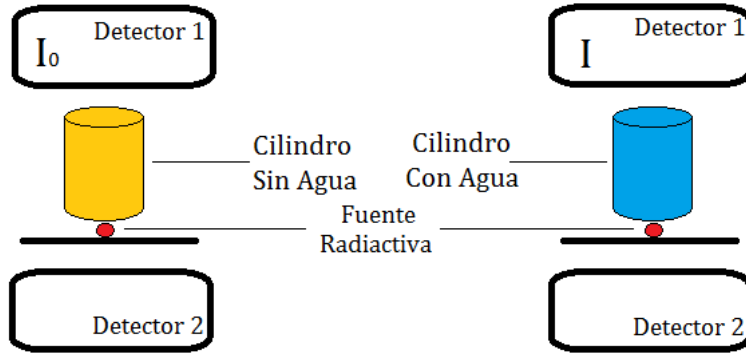 Detector 1
I₀
Detector 1
I
Cilindro
Sin Agua
Cilindro
Con Agua
Fuente
Radiactiva
Detector 2
Detector 2